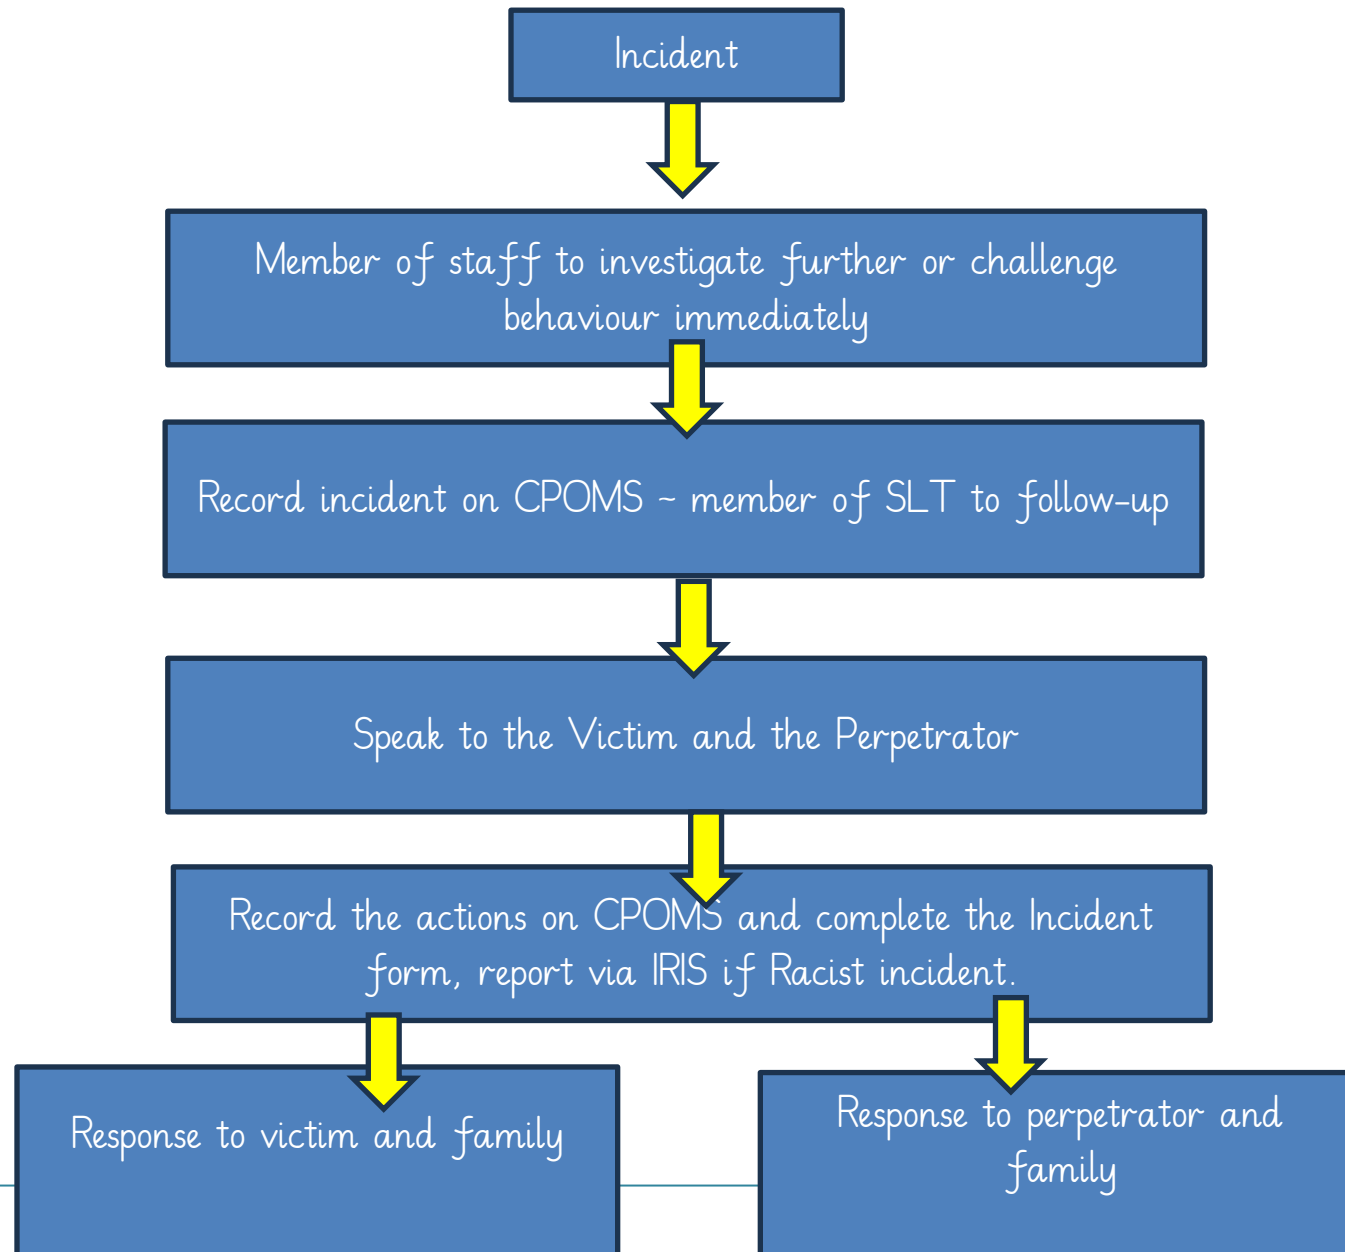 Incident
Member of staff to investigate further or challenge
behaviour immediately
Record incident on CPOMS ~ member of SLT to follow-up
Speak to the Victim and the Perpetrator
Record the actions on CPOMS and complete the Incident
form, report via IRIS if Racist incident.
Response to victim and family
Response to perpetrator and
family